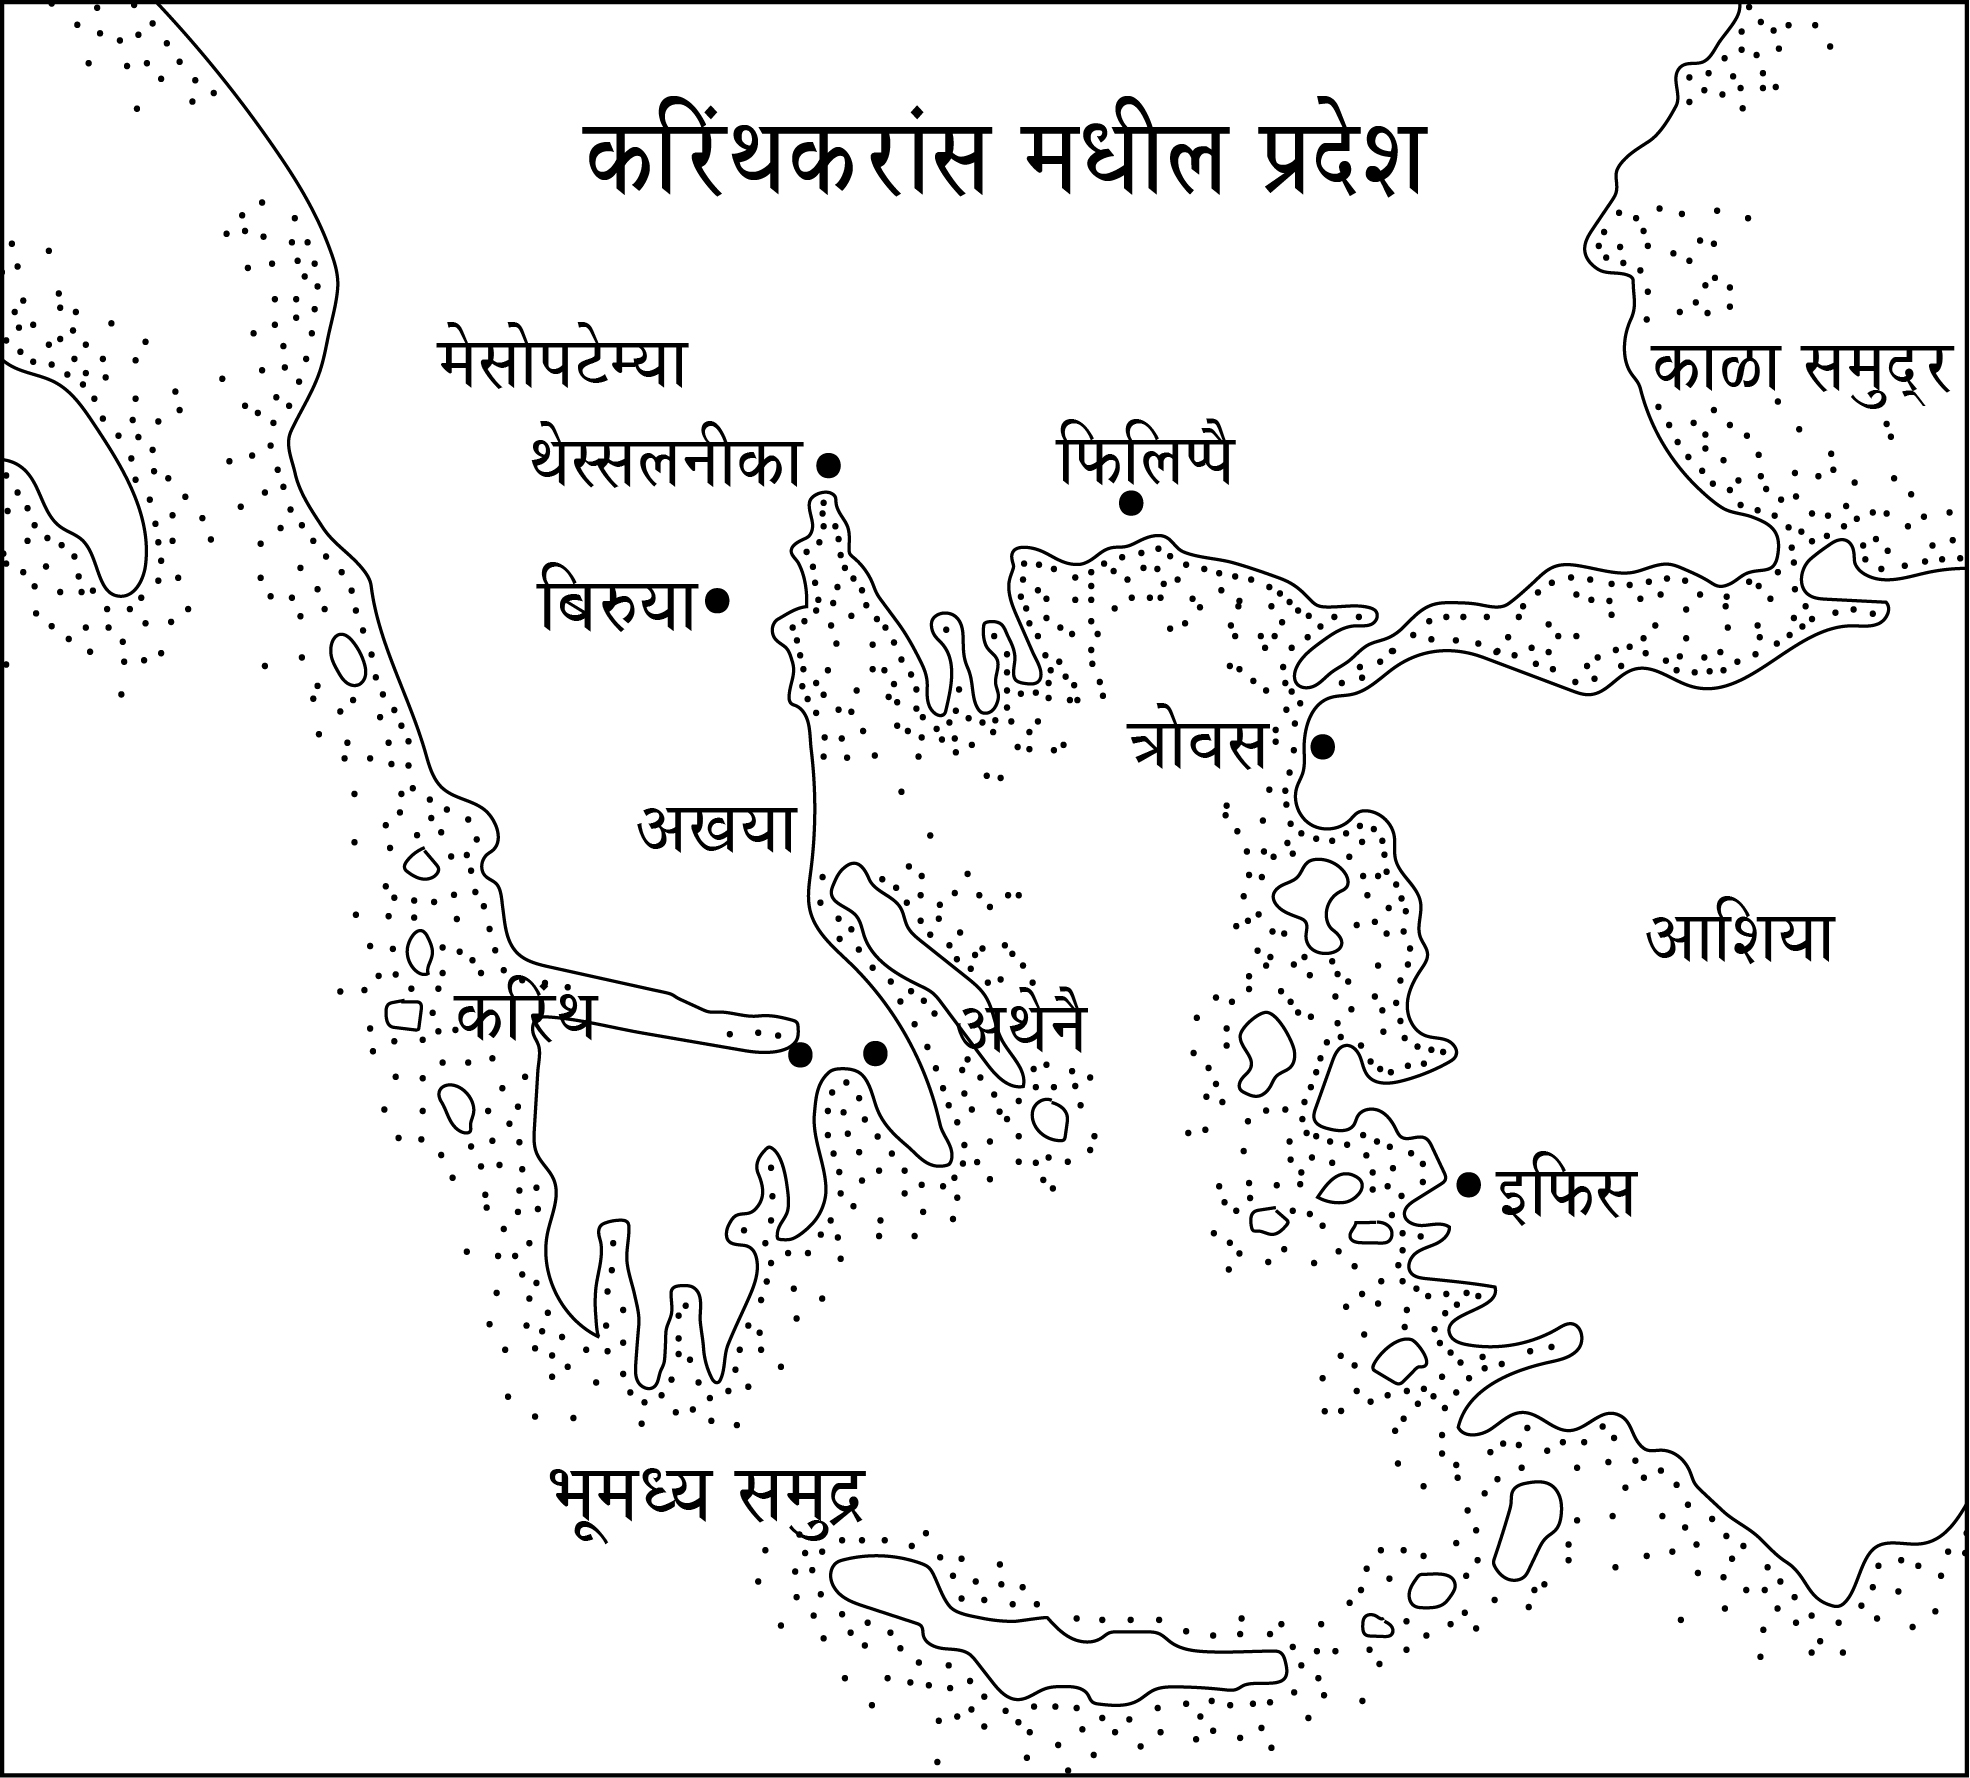 करिंथकरांस मधील प्रदेश
मेसोपटेम्या
काळा समुद्र
थेस्सलनीका
फिलिप्पै
बिरुया
त्रोवस
अखया
आशिया
करिंथ
अथेनै
इफिस
भूमध्य समुद्र